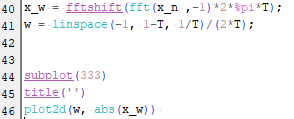 40 x_w = fftshift(fft(x_n ,-1)*2*%pi*T);
41 w = linspace(-1, 1-T, 1/T)/(2*T);
42
43
44 subplot(333)
45 title('')
46 plot2d(w, abs(x_w))